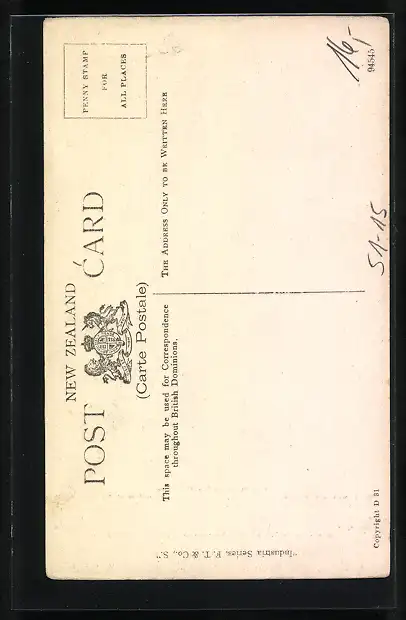 NEW ZEALAND
POST CARD
(Carte Postale)
PENNY STAMP
FOR
ALL PLACES
This space may be used for Correspondence
throughout British Dominions.
THE ADDRESS ONLY TO BE WRITTEN HERE
"Industria Series, F. T. & Co., S."
Copyright D 31
16,-
94545
51-15